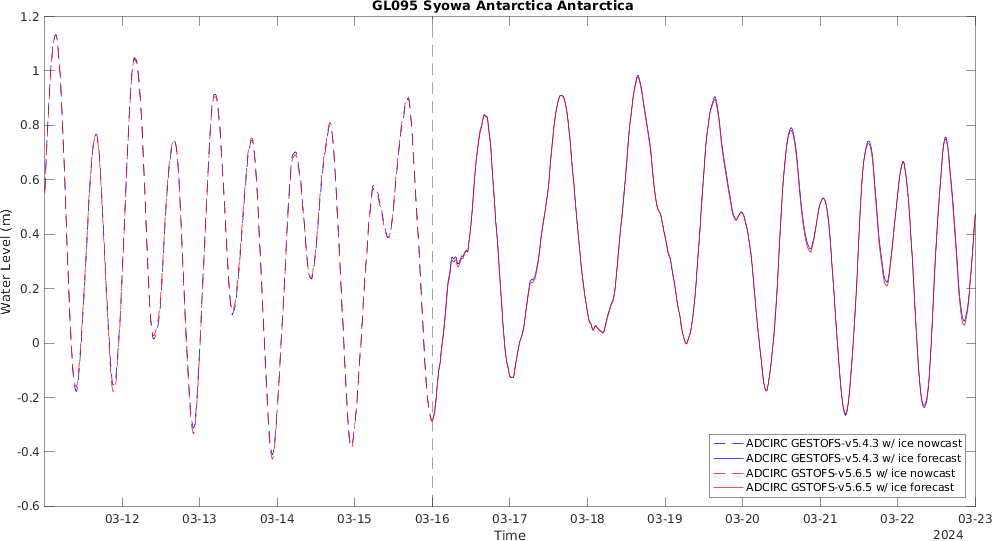 GL095 Syowa Antarctica Antarctica
1.2
1
0.8
0.6
0.4
0.2
0
-0.2
-0.4
-0.6
Water Level (m)
ADCIRC GESTOFS-v5.4.3 w/ ice nowcast
ADCIRC GESTOFS-v5.4.3 w/ ice forecast
ADCIRC GSTOFS-v5.6.5 w/ ice nowcast
ADCIRC GSTOFS-v5.6.5 w/ ice forecast
03-12 03-13 03-14 03-15 03-16 03-17 03-18 03-19 03-20 03-21 03-22 03-23
Time
2024